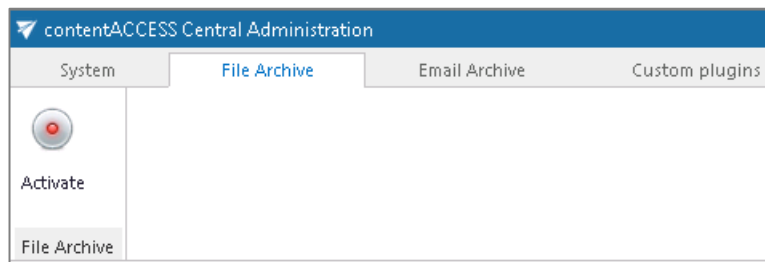 contentACCESS Central Administration
System File Archive Email Archive Custom plugins
Activate
File Archive